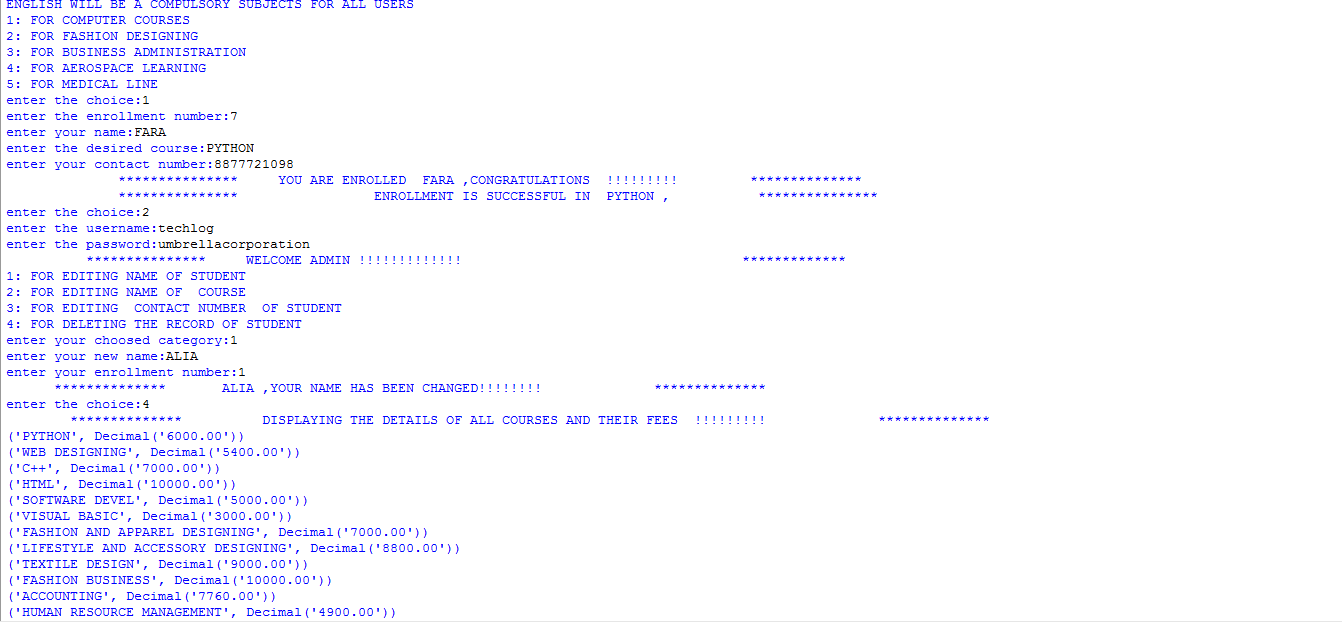 ENGLISH WILL BE A COMPULSORY SUBJECTS FOR ALL USERS
1: FOR COMPUTER COURSES
2: FOR FASHION DESIGNING
3: FOR BUSINESS ADMINISTRATION
4: FOR AEROSPACE LEARNING
5: FOR MEDICAL LINE
enter the choice:1
enter the enrollment number:7
enter your name:FARA
enter the desired course:PYTHON
enter your contact number:8877721098
*************** YOU ARE ENROLLED  FARA ,CONGRATULATIONS  !!!!!!!!! **************
*************** ENROLLMENT IS SUCCESSFUL IN  PYTHON , ***************
enter the choice:2
enter the username:techlog
enter the password:umbrellacorporation
*************** WELCOME ADMIN !!!!!!!!!!!!! *************
1: FOR EDITING NAME OF STUDENT
2: FOR EDITING NAME OF  COURSE
3: FOR EDITING  CONTACT NUMBER  OF STUDENT
4: FOR DELETING THE RECORD OF STUDENT
enter your choosed category:1
enter your new name:ALIA
enter your enrollment number:1
************** ALIA ,YOUR NAME HAS BEEN CHANGED!!!!!!!! **************
enter the choice:4
************** DISPLAYING THE DETAILS OF ALL COURSES AND THEIR FEES  !!!!!!!!! **************
('PYTHON', Decimal('6000.00'))
('WEB DESIGNING', Decimal('5400.00'))
('C++', Decimal('7000.00'))
('HTML', Decimal('10000.00'))
('SOFTWARE DEVEL', Decimal('5000.00'))
('VISUAL BASIC', Decimal('3000.00'))
('FASHION AND APPAREL DESIGNING', Decimal('7000.00'))
('LIFESTYLE AND ACCESSORY DESIGNING', Decimal('8800.00'))
('TEXTILE DESIGN', Decimal('9000.00'))
('FASHION BUSINESS', Decimal('10000.00'))
('ACCOUNTING', Decimal('7760.00'))
('HUMAN RESOURCE MANAGEMENT', Decimal('4900.00'))